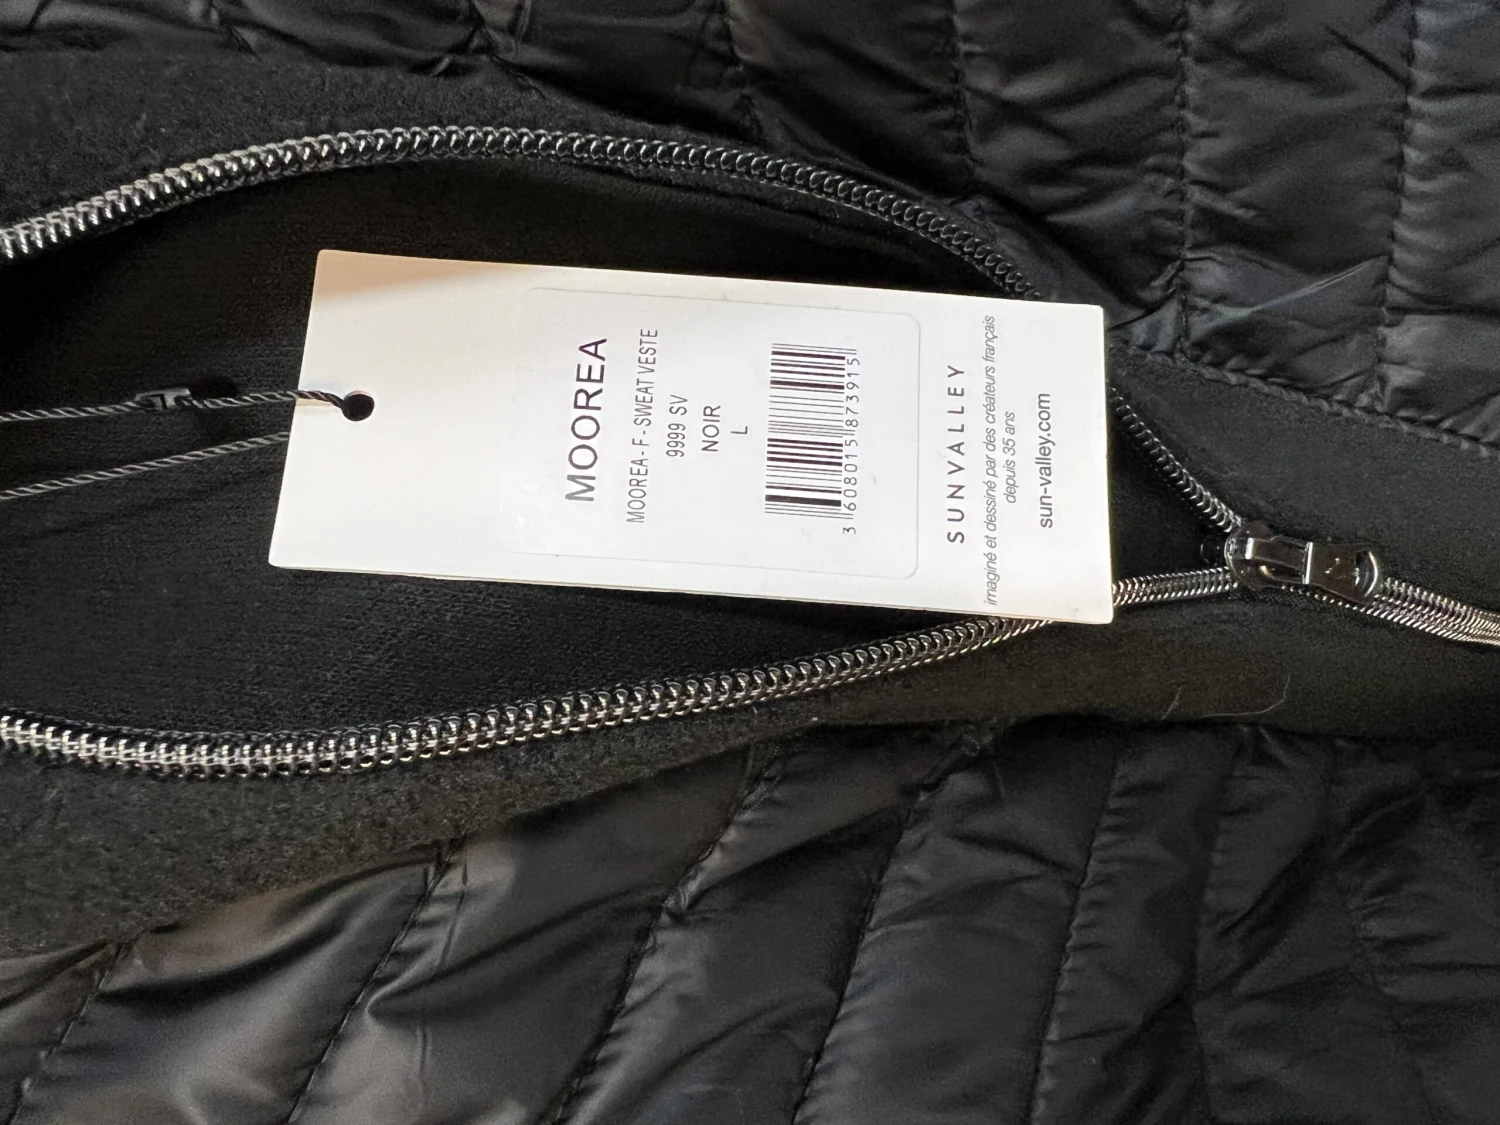 MOOREA
MOOREA - F - SWEAT VESTE
9999 SV
NOIR
L
3 608015 873915
SUNVALLEY
imaginé et dessiné par des créateurs français
depuis 35 ans
sun-valley.com